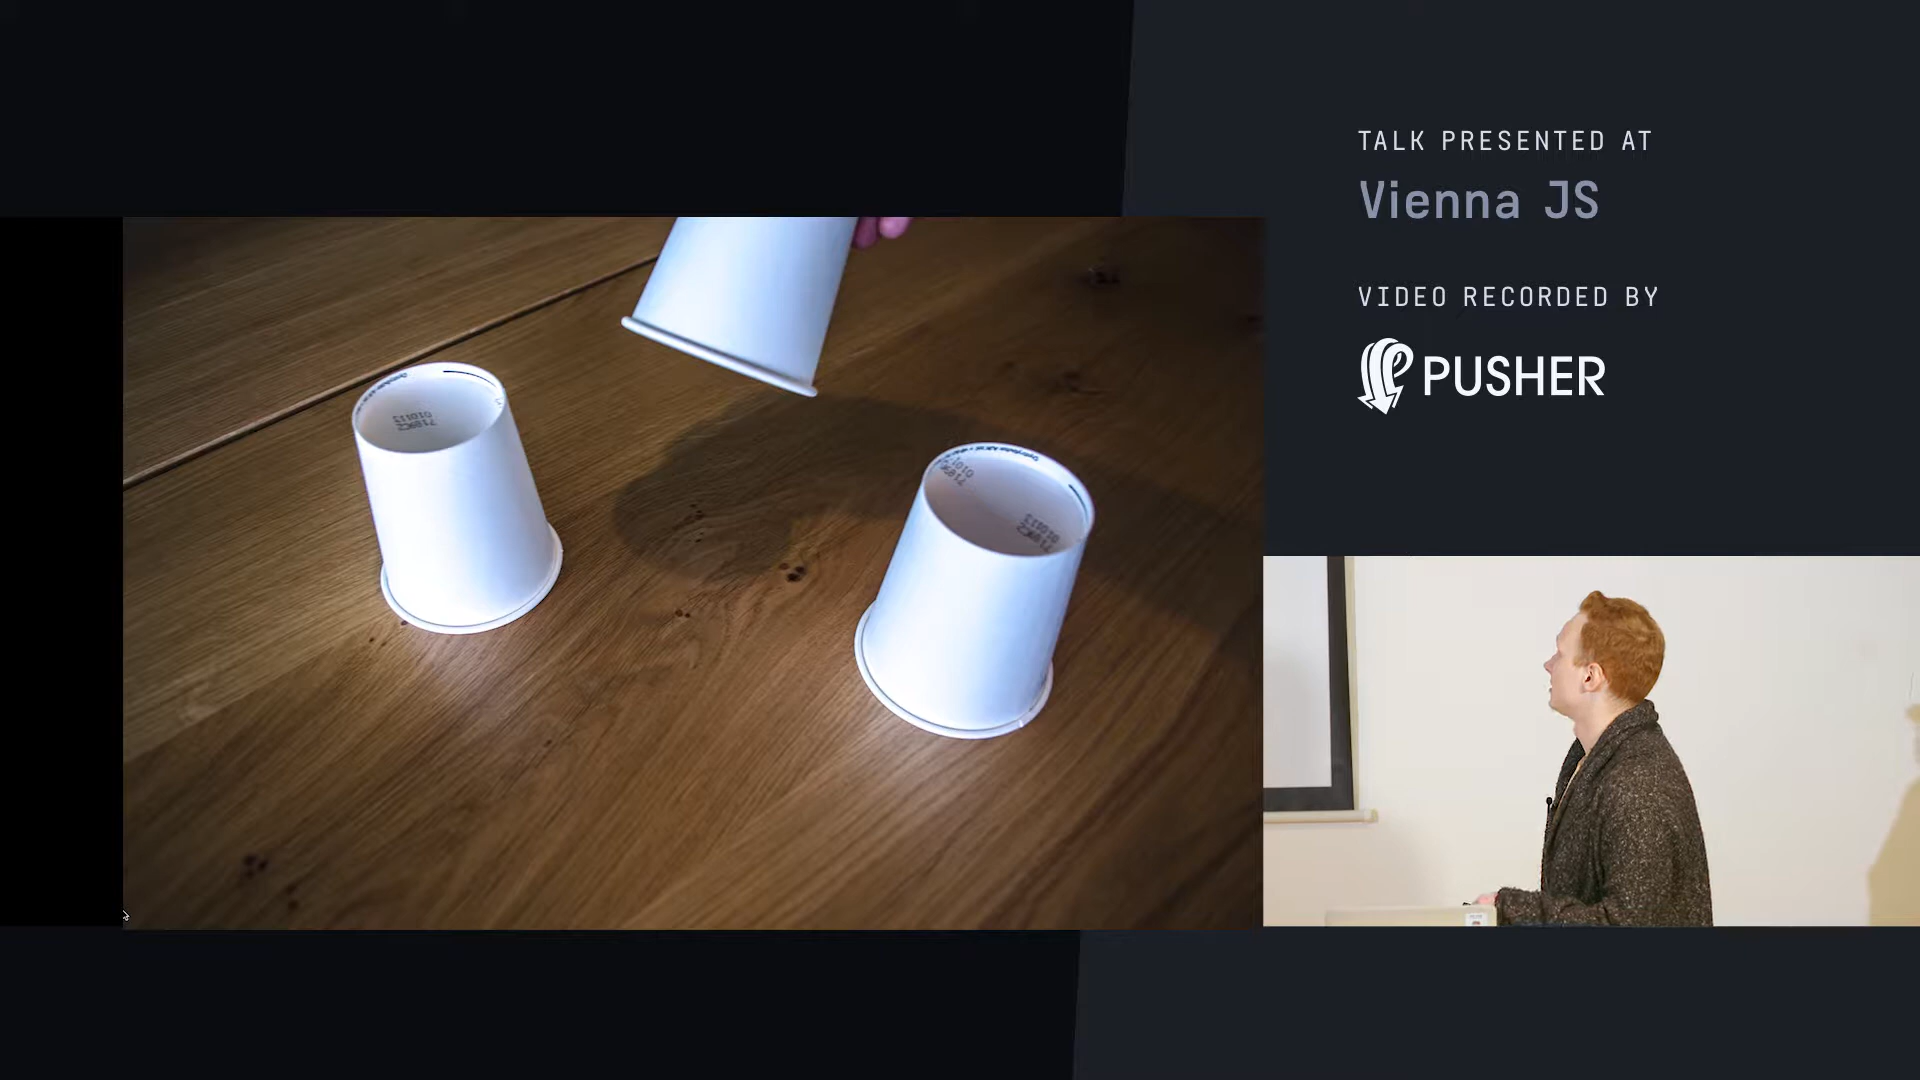 TALK PRESENTED AT
Vienna JS
VIDEO RECORDED BY
PUSHER